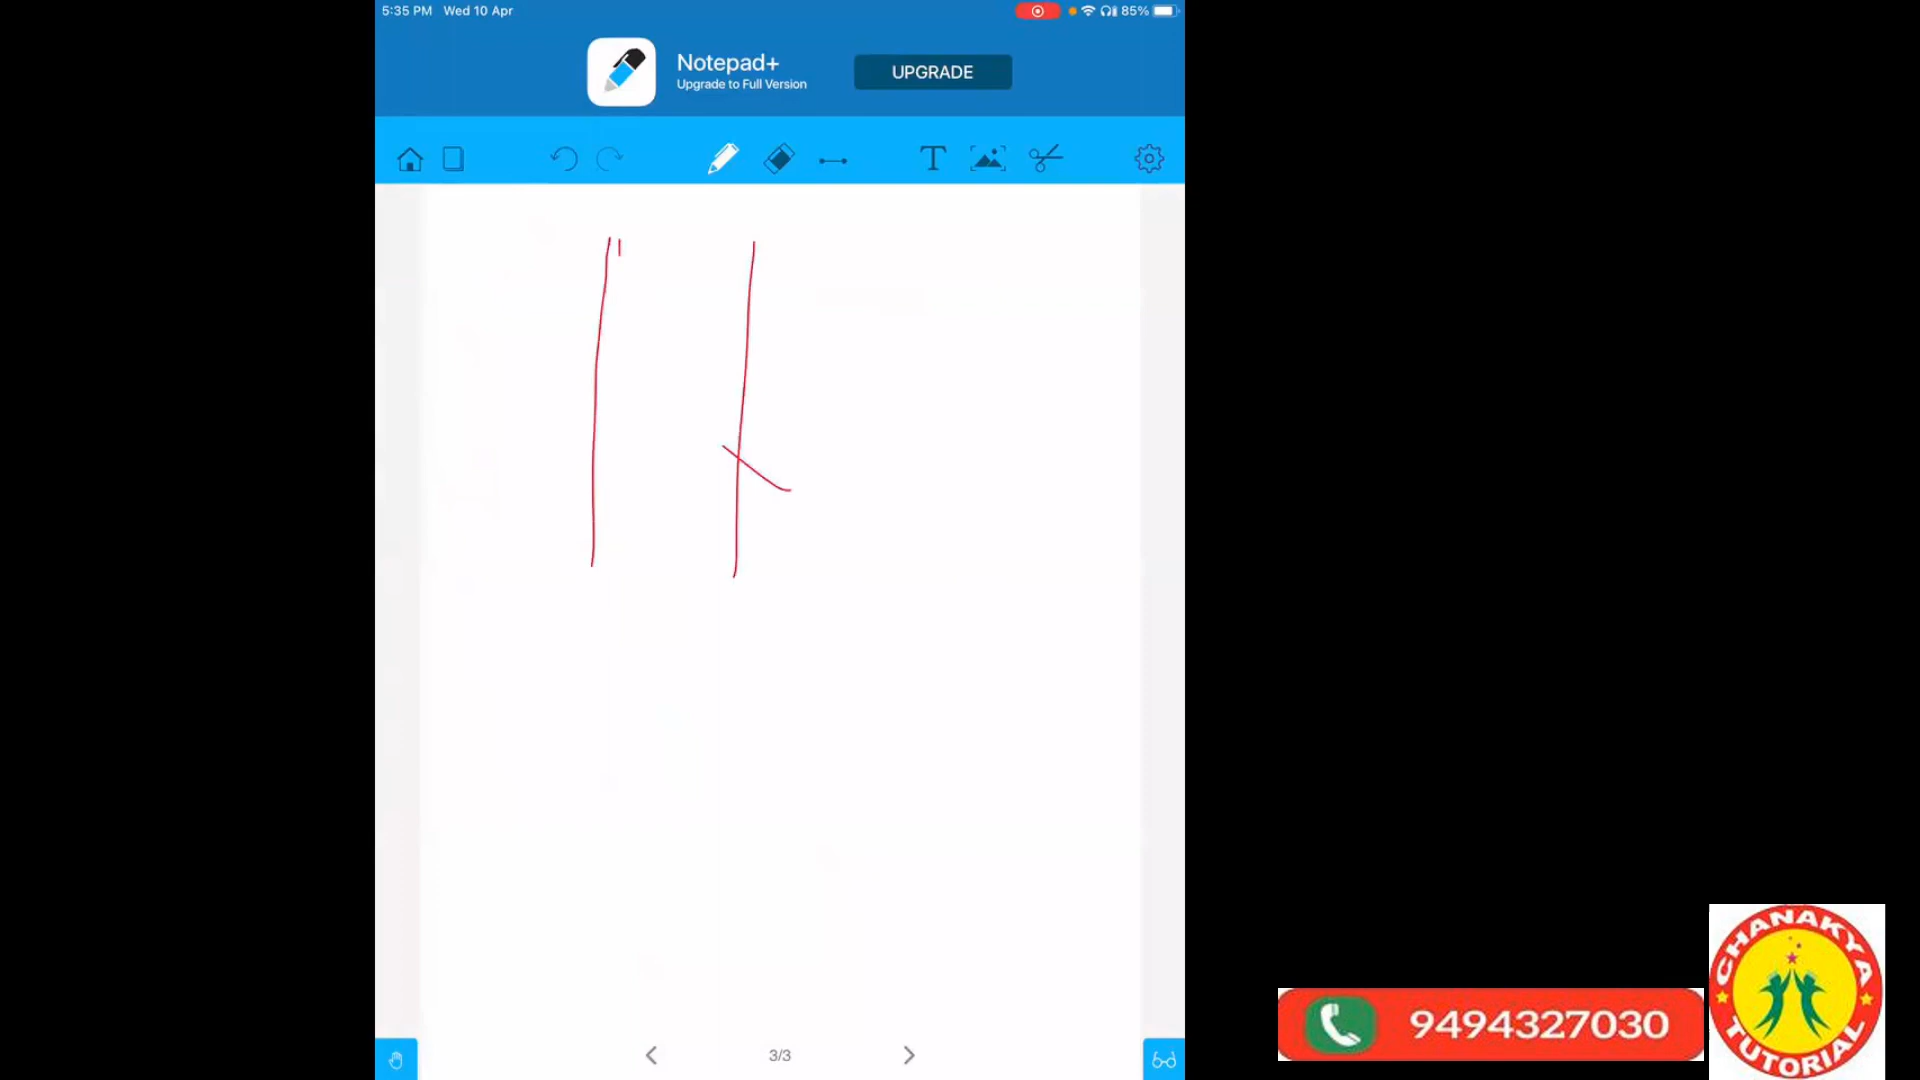 5:35 PM Wed 10 Apr 85%
Notepad+
Upgrade to Full Version
UPGRADE
T
3/3
9494327030
CHANAKYA
TUTORIAL